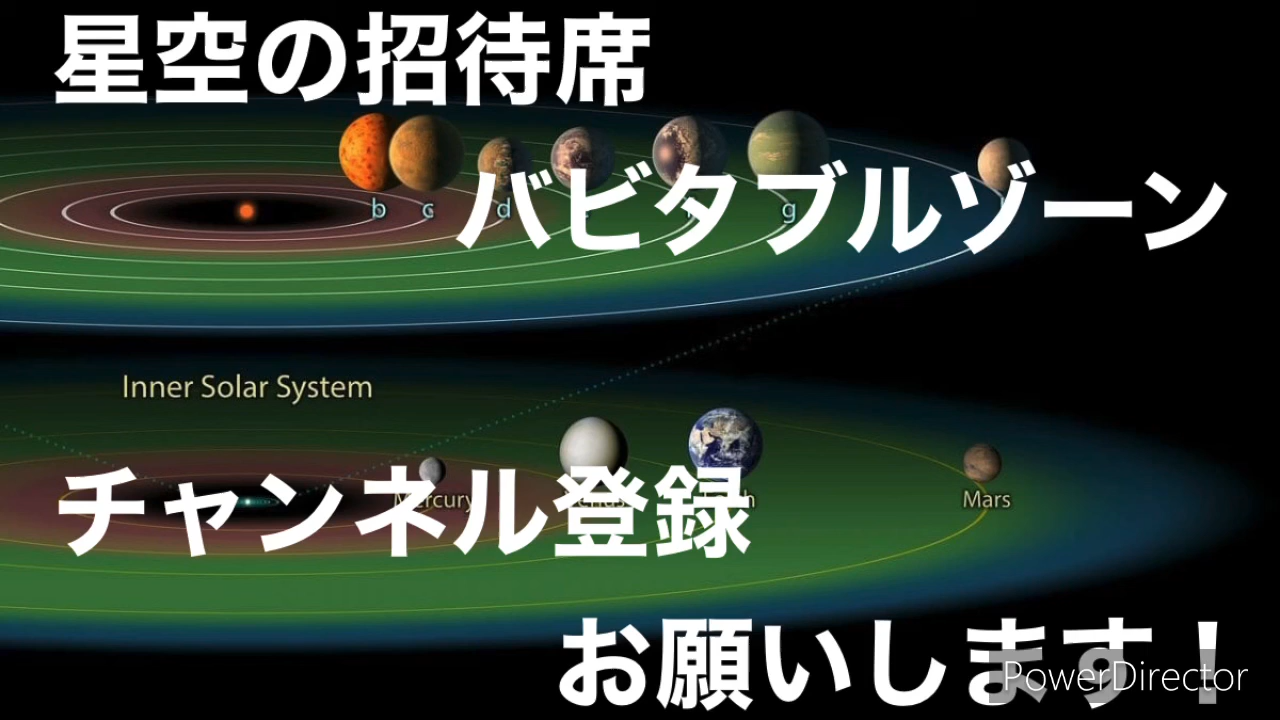 星空の招待席
バビタブルゾーン
b c d g
Inner Solar System
Mercury
Mars
チャンネル登録
お願いします!
PowerDirector